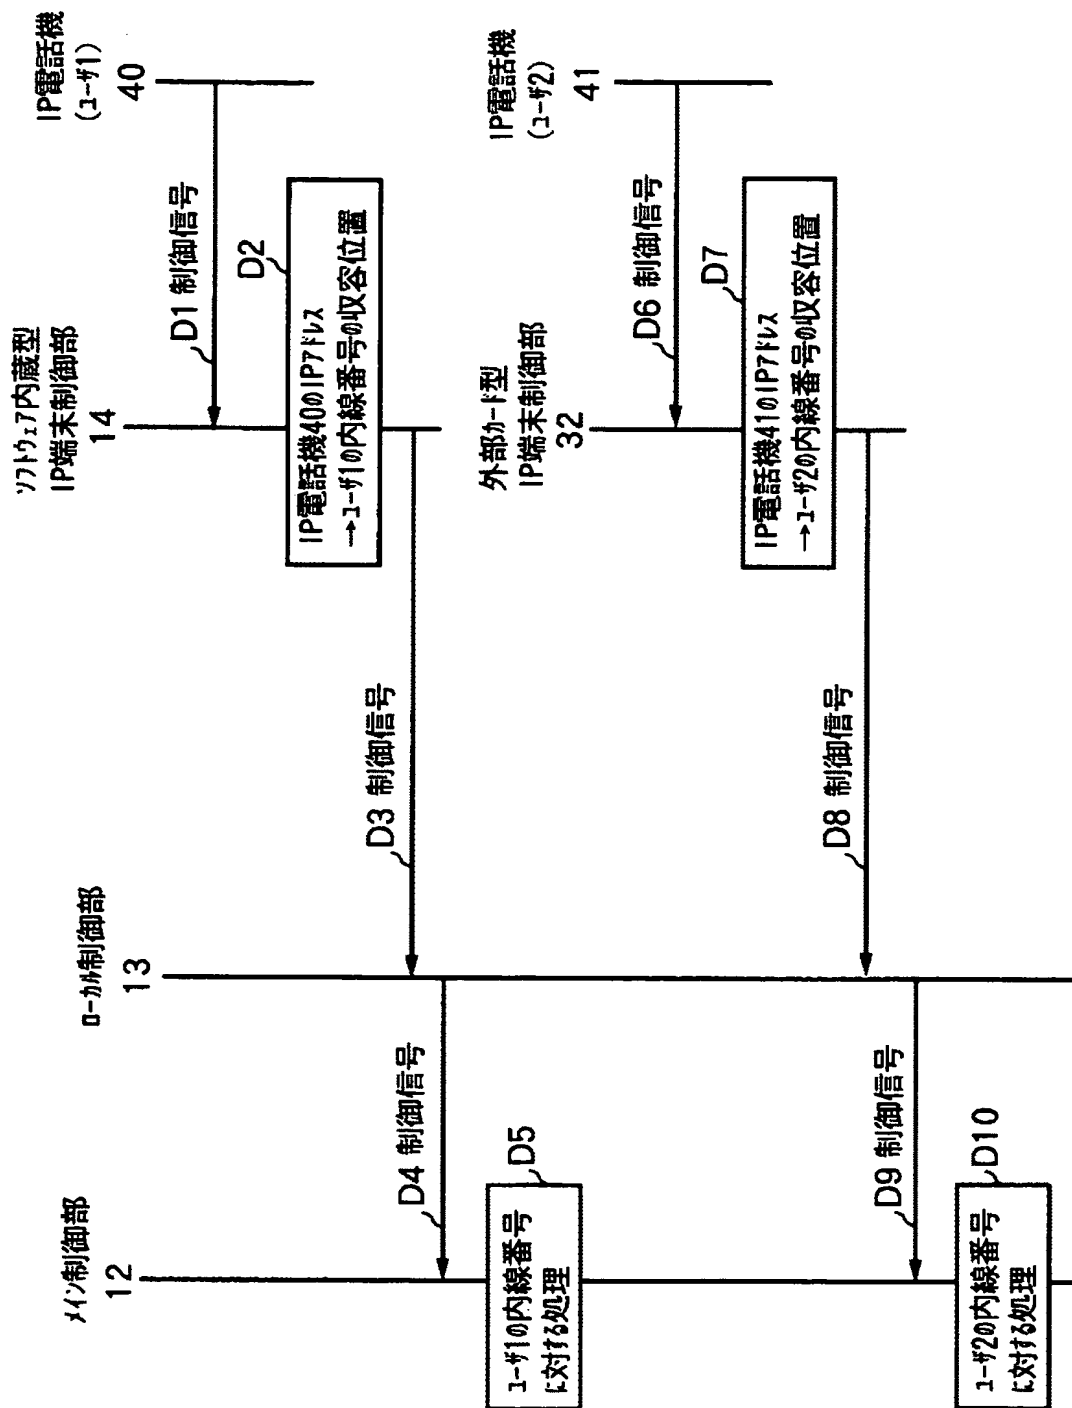 メイン制御部
12
ローカル制御部
13
ソフトウェア内蔵型
IP端末制御部
14
IP電話機
(ユーザ1)
40
D1 制御信号
D2
IP電話機40のIPアドレス
→ユーザ1の内線番号の収容位置
D3 制御信号
D4 制御信号
D5
ユーザ1の内線番号
に対する処理
外部カード型
IP端末制御部
32
IP電話機
(ユーザ2)
41
D6 制御信号
D7
IP電話機41のIPアドレス
→ユーザ2の内線番号の収容位置
D8 制御信号
D9 制御信号
D10
ユーザ2の内線番号
に対する処理